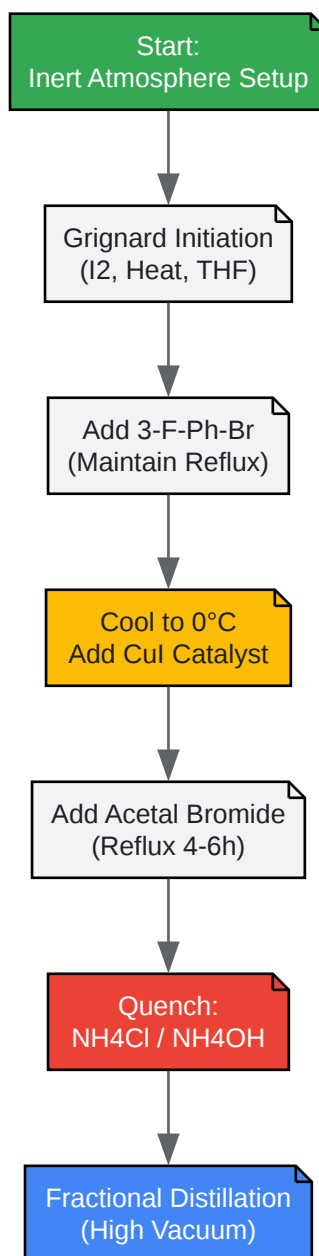 Start:
Inert Atmosphere Setup
Grignard Initiation
(I2, Heat, THF)
Add 3-F-Ph-Br
(Maintain Reflux)
Cool to 0°C
Add CuI Catalyst
Add Acetal Bromide
(Reflux 4-6h)
Quench:
NH4Cl / NH4OH
Fractional Distillation
(High Vacuum)